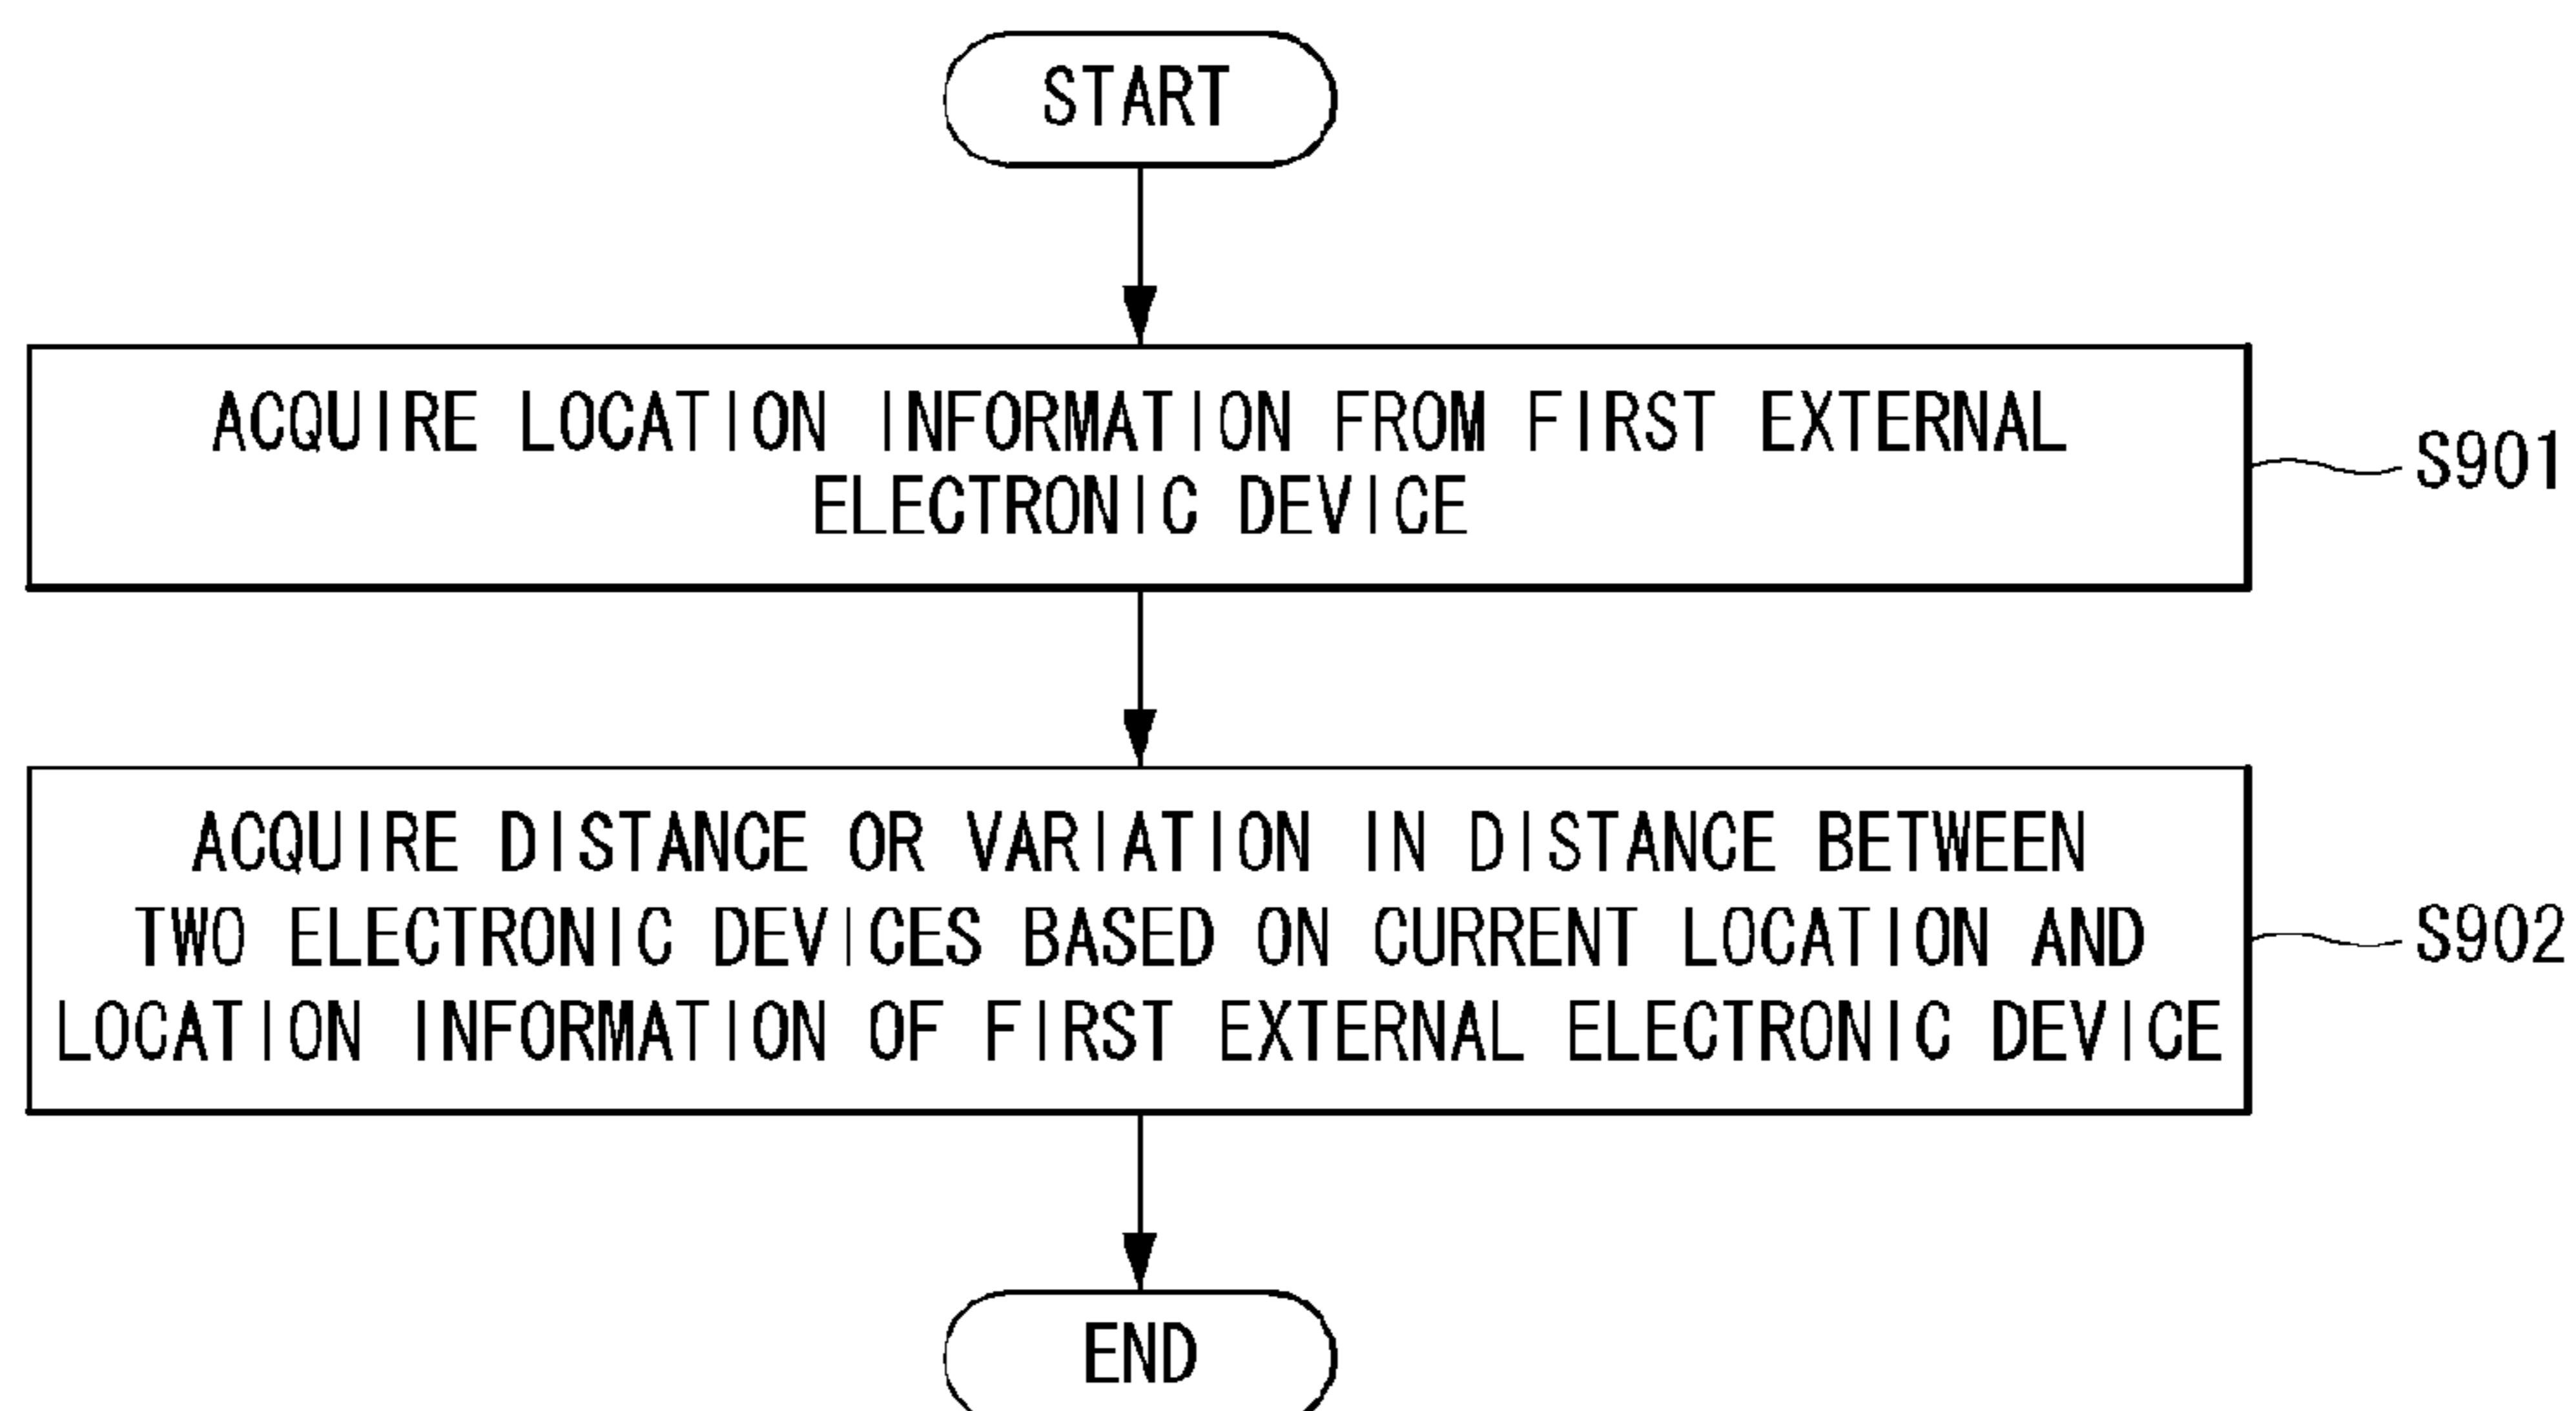 START
ACQUIRE LOCATION INFORMATION FROM FIRST EXTERNAL
ELECTRONIC DEVICE
S901
ACQUIRE DISTANCE OR VARIATION IN DISTANCE BETWEEN
TWO ELECTRONIC DEVICES BASED ON CURRENT LOCATION AND
LOCATION INFORMATION OF FIRST EXTERNAL ELECTRONIC DEVICE
S902
END